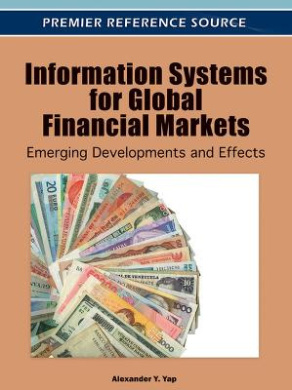 PREMIER REFERENCE SOURCE
Information Systems
for Global
Financial Markets
Emerging Developments and Effects
Alexander Y. Yap